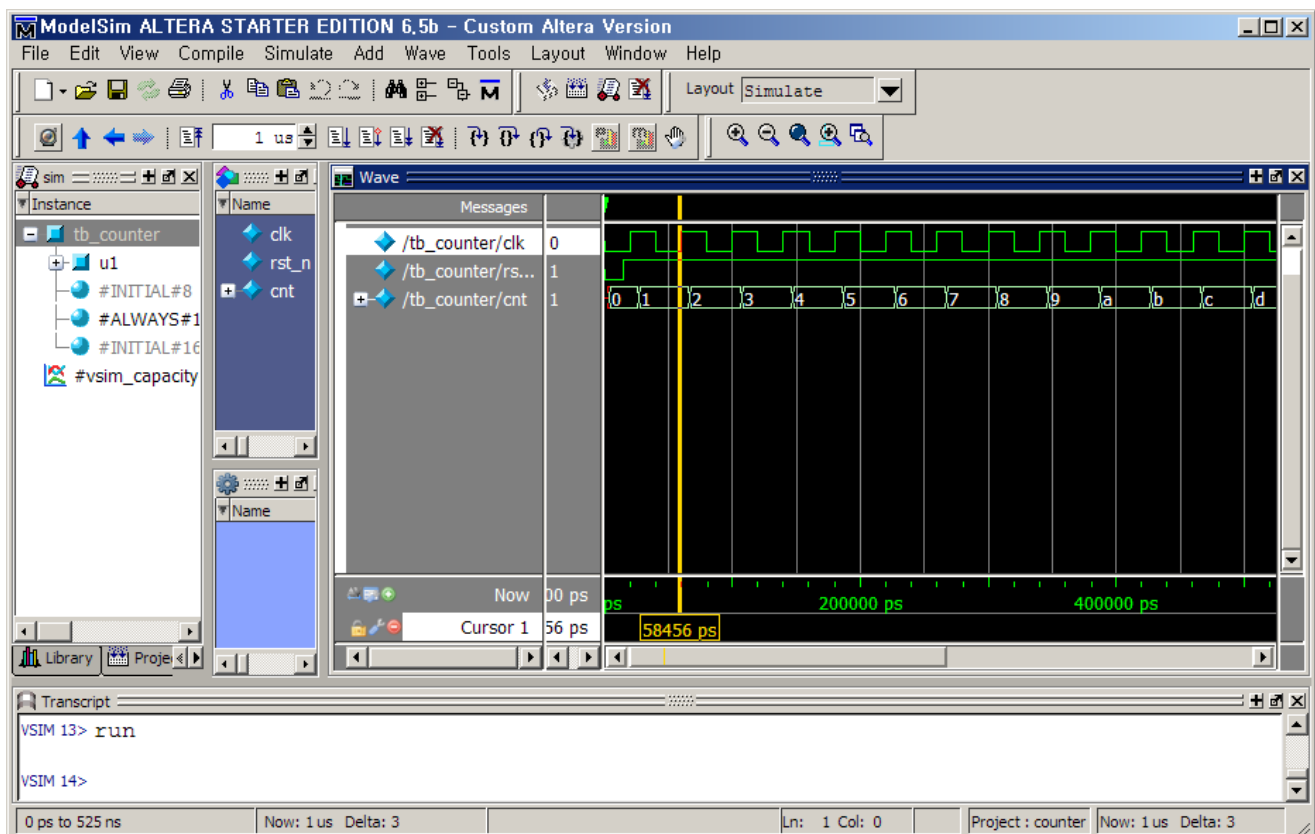 ModelSim ALTERA STARTER EDITION 6.5b - Custom Altera Version
File Edit View Compile Simulate Add Wave Tools Layout Window Help
Layout Simulate
1 us
sim
Wave
Instance
Name
Messages
tb_counter
clk
/tb_counter/clk 0
u1
rst_n
/tb_counter/rs... 1
#INITIAL#8
cnt
/tb_counter/cnt 1 0 1 2 3 4 5 6 7 8 9 a b c d
#ALWAYS#1
#INITIAL#16
#vsim_capacity
Name
Now 00 ps
ps 200000 ps 400000 ps
Cursor 1 56 ps 58456 ps
Library Proje
Transcript
VSIM 13> run
VSIM 14>
0 ps to 525 ns Now: 1 us Delta: 3 Ln: 1 Col: 0 Project : counter Now: 1 us Delta: 3